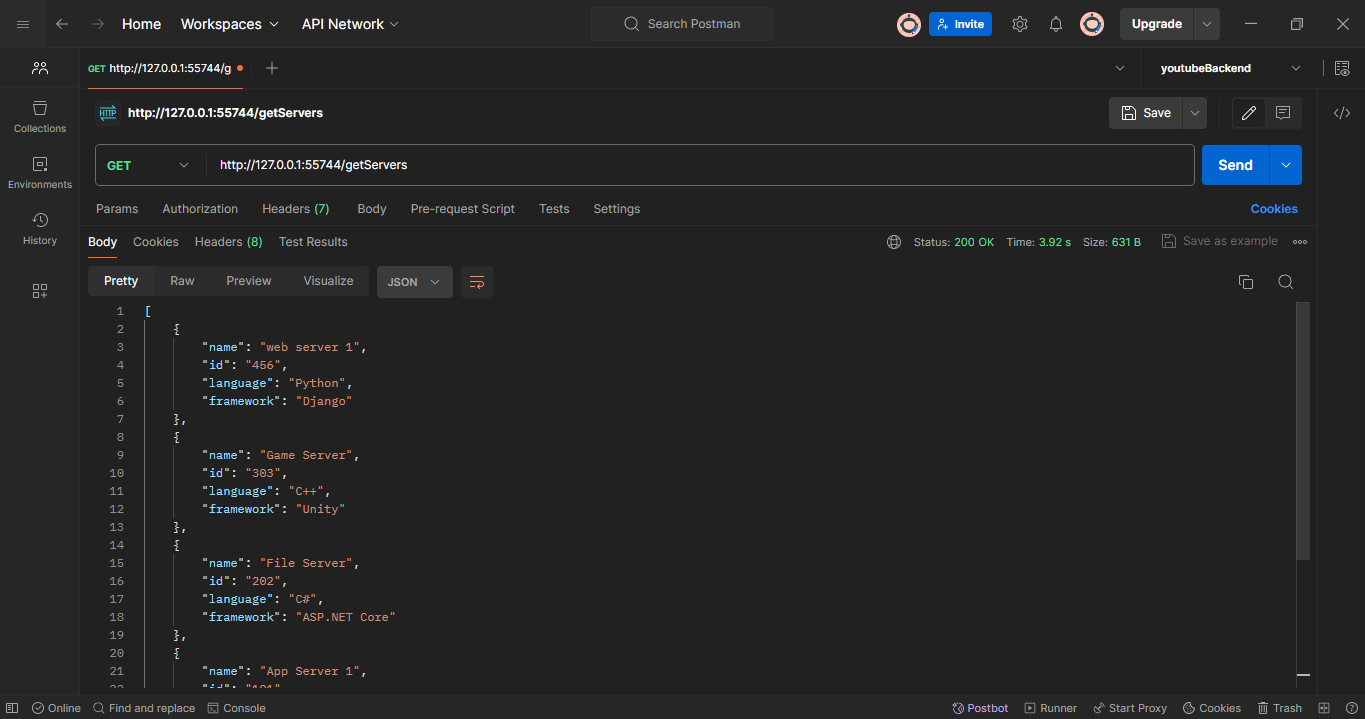 Home Workspaces API Network Search Postman Invite Upgrade
GET http://127.0.0.1:55744/g youtubeBackend
HTTP http://127.0.0.1:55744/getServers Save
Collections
GET http://127.0.0.1:55744/getServers Send
Environments
Params Authorization Headers (7) Body Pre-request Script Tests Settings Cookies
History
Body Cookies Headers (8) Test Results Status: 200 OK Time: 3.92 s Size: 631 B Save as example
Pretty Raw Preview Visualize JSON
1 [
2 {
3 "name": "web server 1",
4 "id": "456",
5 "language": "Python",
6 "framework": "Django"
7 },
8 {
9 "name": "Game Server",
10 "id": "303",
11 "language": "C++",
12 "framework": "Unity"
13 },
14 {
15 "name": "File Server",
16 "id": "202",
17 "language": "C#",
18 "framework": "ASP.NET Core"
19 },
20 {
21 "name": "App Server 1",
22 "id": "101"
Online Find and replace Console Postbot Runner Start Proxy Cookies Trash